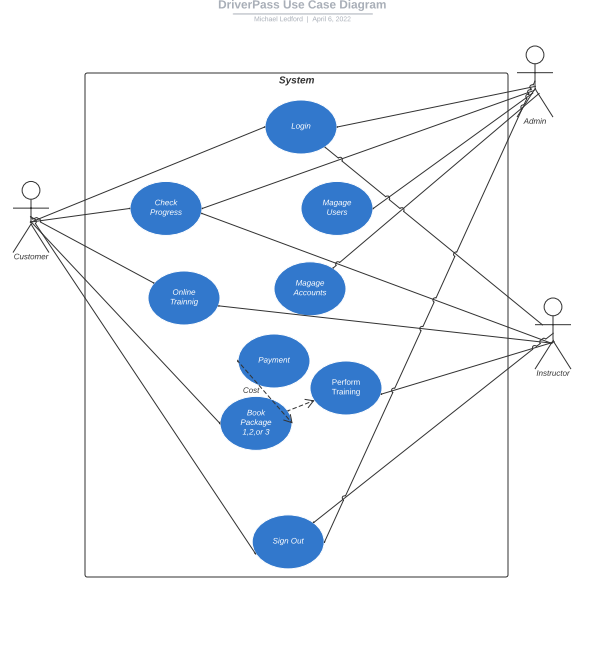 DriverPass Use Case Diagram
Michael Ledford | April 6, 2022
System
Login
Admin
Check
Progress
Magage
Users
Customer
Magage
Accounts
Online
Trainnig
Payment
Instructor
Perform
Training
Cost
Book
Package
1,2,or 3
Sign Out